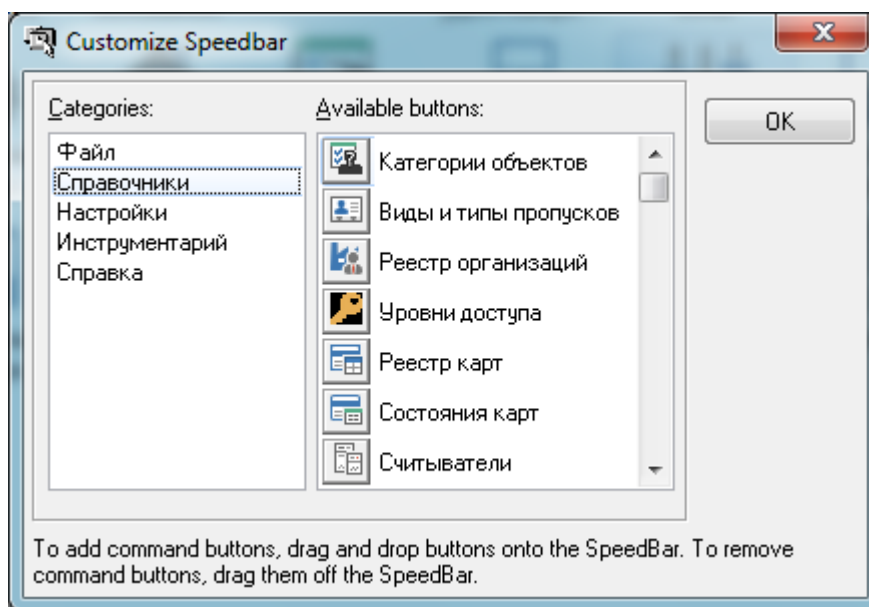 Customize Speedbar
Categories:
Файл
Справочники
Настройки
Инструментарий
Справка
Available buttons:
Категории объектов
Виды и типы пропусков
Реестр организаций
Уровни доступа
Реестр карт
Состояния карт
Считыватели
OK
To add command buttons, drag and drop buttons onto the SpeedBar. To remove
command buttons, drag them off the SpeedBar.